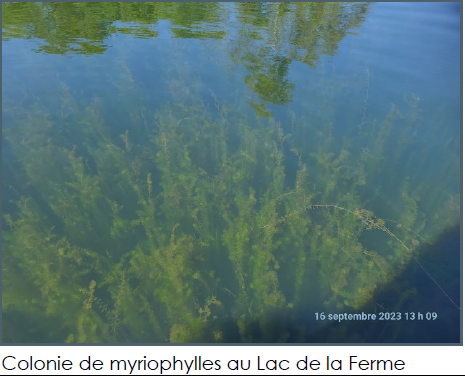 16 septembre 2023 13 h 09
Colonie de myriophylles au Lac de la Ferme